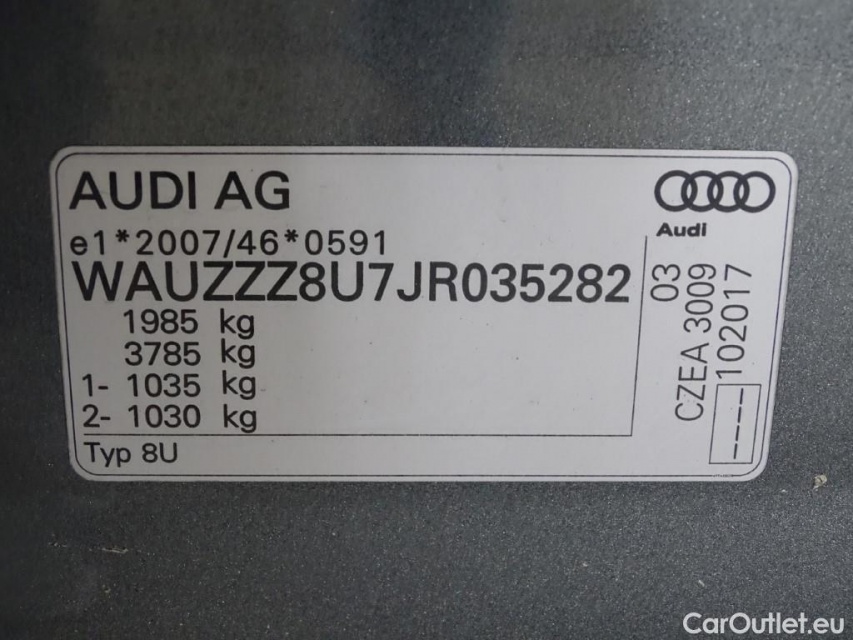 AUDI AG
Audi
e1*2007/46*0591
WAUZZZ8U7JR035282
1985 kg
3785 kg
1- 1035 kg
2- 1030 kg
Typ 8U
03
CZEA 3009
102017
-----
CarOutlet.eu